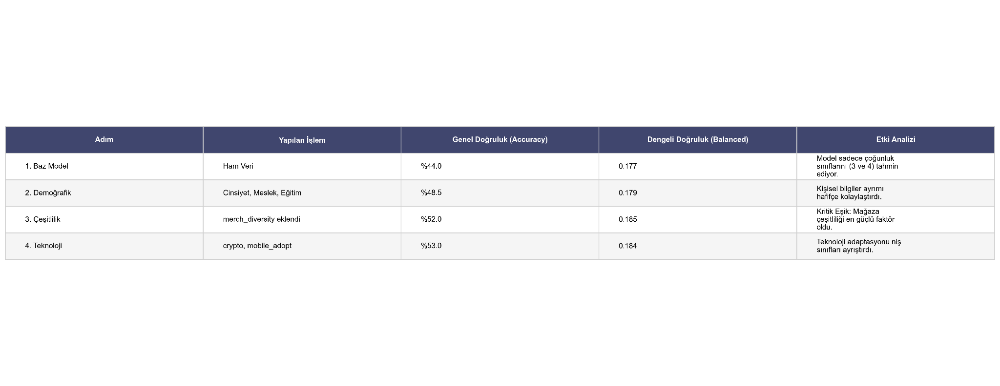 Adım
Yapılan İşlem
Genel Doğruluk (Accuracy)
Dengeli Doğruluk (Balanced)
Etki Analizi
1. Baz Model
Ham Veri
%44.0
0.177
Model sadece çoğunluk
sınıflarını (3 ve 4) tahmin
ediyor.
2. Demoğrafik
Cinsiyet, Meslek, Eğitim
%48.5
0.179
Kişisel bilgiler ayrımı
hafifçe kolaylaştırdı.
3. Çeşitlilik
merch_diversity eklendi
%52.0
0.185
Kritik Eşik: Mağaza
çeşitliliği en güçlü faktör
oldu.
4. Teknoloji
crypto, mobile_adopt
%53.0
0.184
Teknoloji adaptasyonu niş
sınıfları ayrıştırdı.